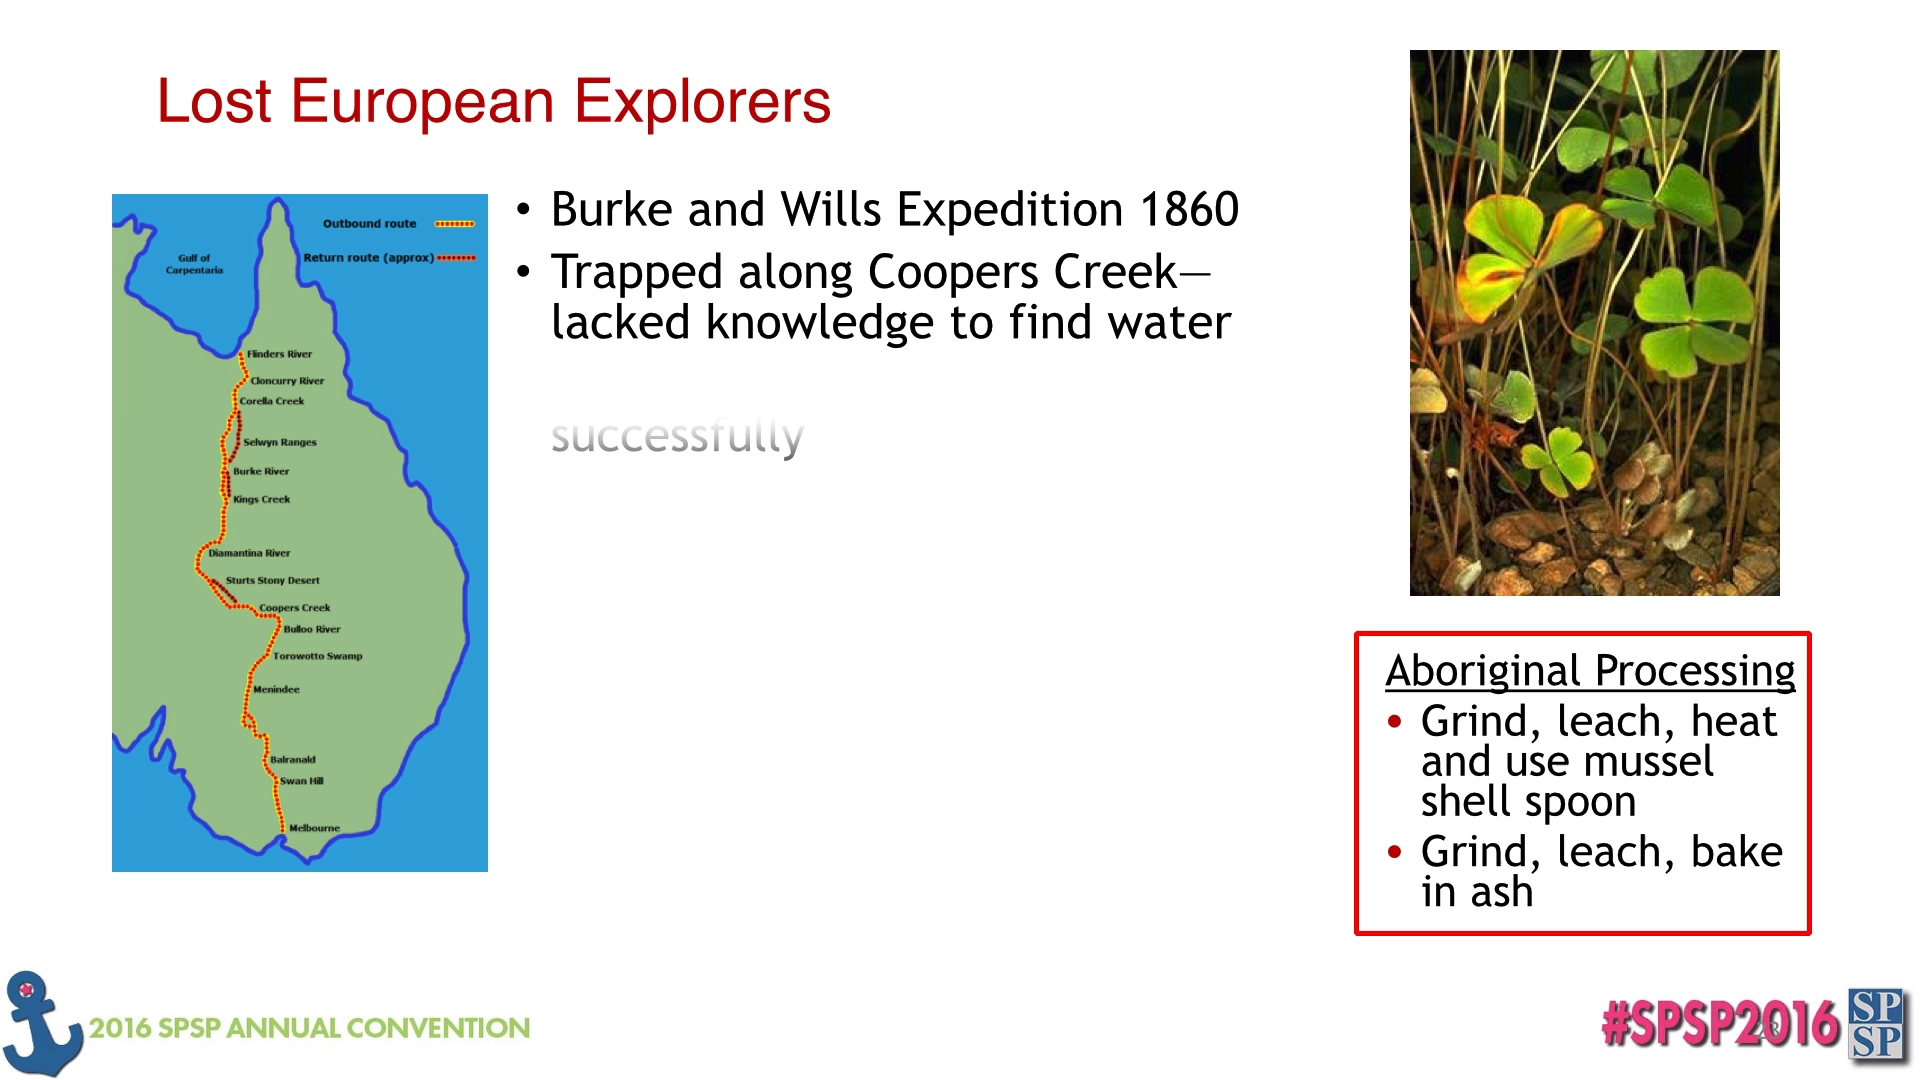 Lost European Explorers
Outbound route
Return route (approx)
Gulf of
Carpentaria
Flinders River
Cloncurry River
Corella Creek
Selwyn Ranges
Burke River
Kings Creek
Diamantina River
Sturts Stony Desert
Coopers Creek
Bulloo River
Torowotto Swamp
Menindee
Balranald
Swan Hill
Melbourne
• Burke and Wills Expedition 1860
• Trapped along Coopers Creek—
lacked knowledge to find water
successfully
Aboriginal Processing
• Grind, leach, heat
and use mussel
shell spoon
• Grind, leach, bake
in ash
2016 SPSP ANNUAL CONVENTION
#SPSP2016
SP
SP